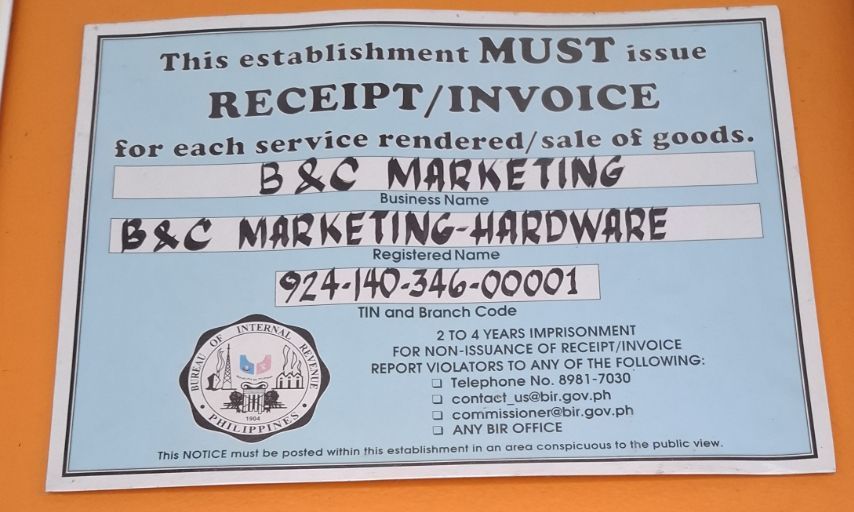 This establishment MUST issue
RECEIPT/INVOICE
for each service rendered/sale of goods.
B & C MARKETING
Business Name
B & C MARKETING-HARDWARE
Registered Name
924-140-346-00001
TIN and Branch Code
BUREAU OF INTERNAL REVENUE
1904
PHILIPPINES
2 TO 4 YEARS IMPRISONMENT
FOR NON-ISSUANCE OF RECEIPT/INVOICE
REPORT VIOLATORS TO ANY OF THE FOLLOWING:
❑ Telephone No. 8981-7030
❑ contact_us@bir.gov.ph
❑ commissioner@bir.gov.ph
❑ ANY BIR OFFICE
This NOTICE must be posted within this establishment in an area conspicuous to the public view.